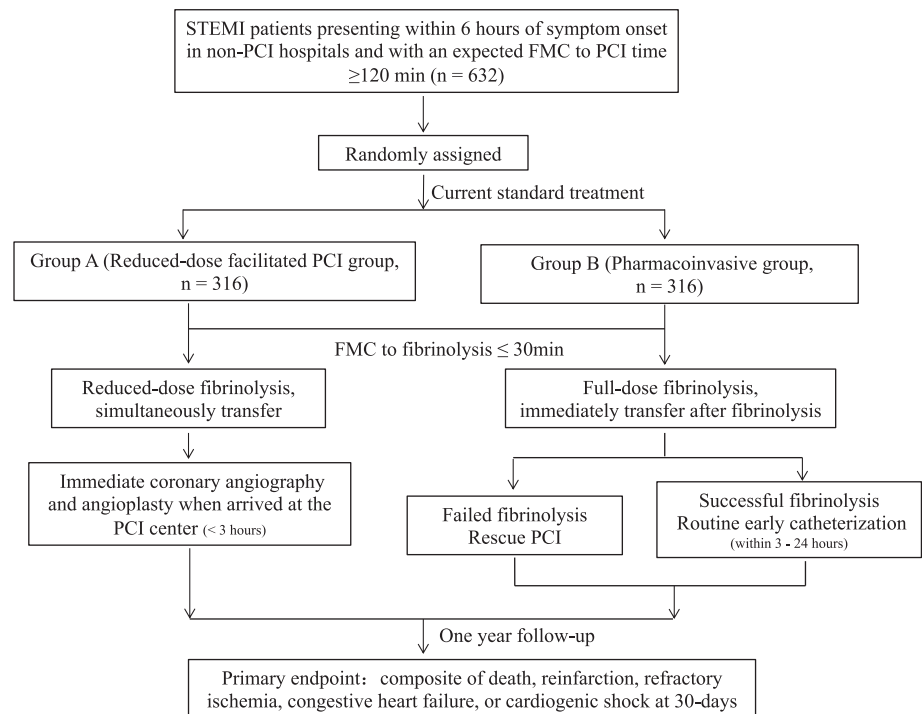 STEMI patients presenting within 6 hours of symptom onset
in non-PCI hospitals and with an expected FMC to PCI time
≥120 min (n = 632)
Randomly assigned
Current standard treatment
Group A (Reduced-dose facilitated PCI group,
n = 316)
Group B (Pharmacoinvasive group,
n = 316)
FMC to fibrinolysis ≤ 30min
Reduced-dose fibrinolysis,
simultaneously transfer
Full-dose fibrinolysis,
immediately transfer after fibrinolysis
Immediate coronary angiography
and angioplasty when arrived at the
PCI center (< 3 hours)
Failed fibrinolysis
Rescue PCI
Successful fibrinolysis
Routine early catheterization
(within 3 - 24 hours)
One year follow-up
Primary endpoint: composite of death, reinfarction, refractory
ischemia, congestive heart failure, or cardiogenic shock at 30-days